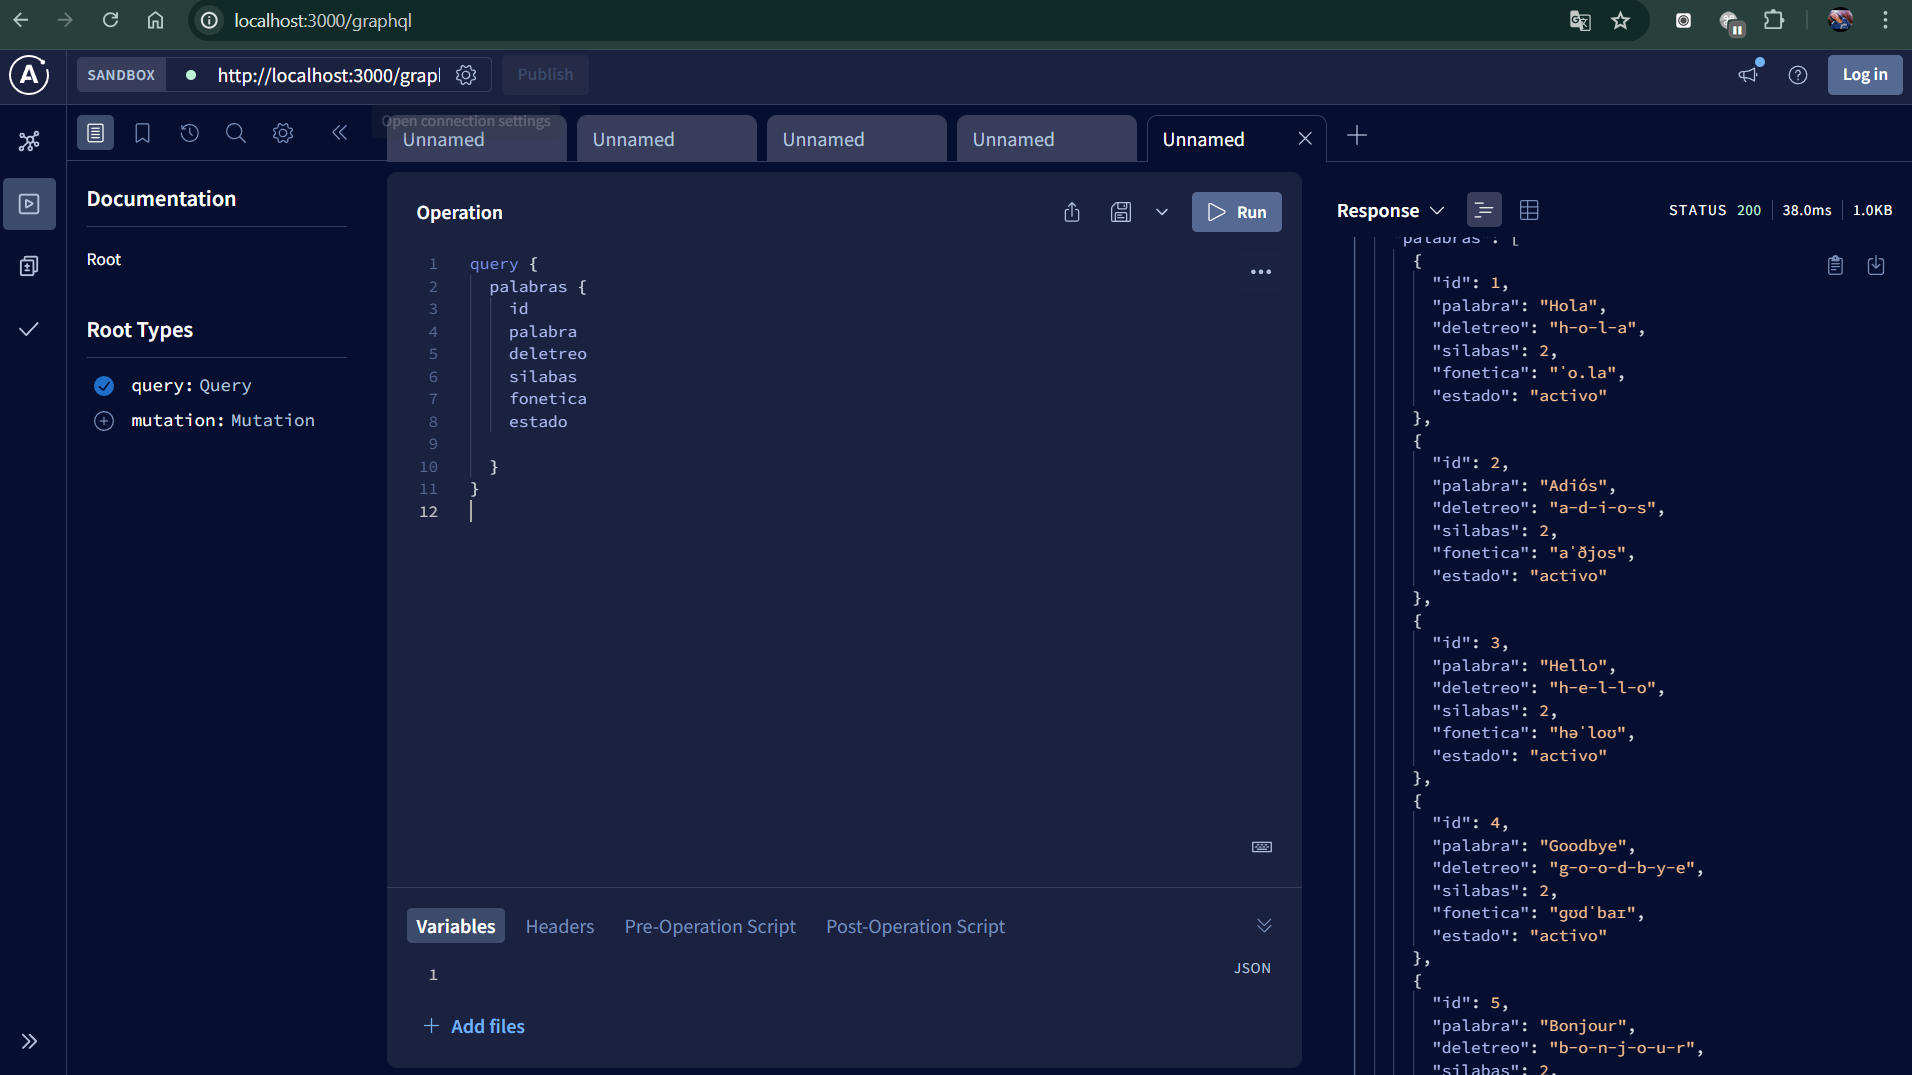 localhost:3000/graphql
SANDBOX
http://localhost:3000/grapl
Publish
Log in
Open connection settings
Unnamed
Unnamed
Unnamed
Unnamed
Unnamed
Documentation
Root
Root Types
query: Query
mutation: Mutation
Operation
Run
1 query {
2 palabras {
3 id
4 palabra
5 deletreo
6 silabas
7 fonetica
8 estado
9
10 }
11 }
12
Variables
Headers
Pre-Operation Script
Post-Operation Script
1
JSON
Add files
Response
STATUS 200
38.0ms
1.0KB
"palabras": [
{
"id": 1,
"palabra": "Hola",
"deletreo": "h-o-l-a",
"silabas": 2,
"fonetica": "ˈo.la",
"estado": "activo"
},
{
"id": 2,
"palabra": "Adiós",
"deletreo": "a-d-i-o-s",
"silabas": 2,
"fonetica": "aˈðjos",
"estado": "activo"
},
{
"id": 3,
"palabra": "Hello",
"deletreo": "h-e-l-l-o",
"silabas": 2,
"fonetica": "həˈloʊ",
"estado": "activo"
},
{
"id": 4,
"palabra": "Goodbye",
"deletreo": "g-o-o-d-b-y-e",
"silabas": 2,
"fonetica": "gʊdˈbaɪ",
"estado": "activo"
},
{
"id": 5,
"palabra": "Bonjour",
"deletreo": "b-o-n-j-o-u-r",
"silabas": 2,